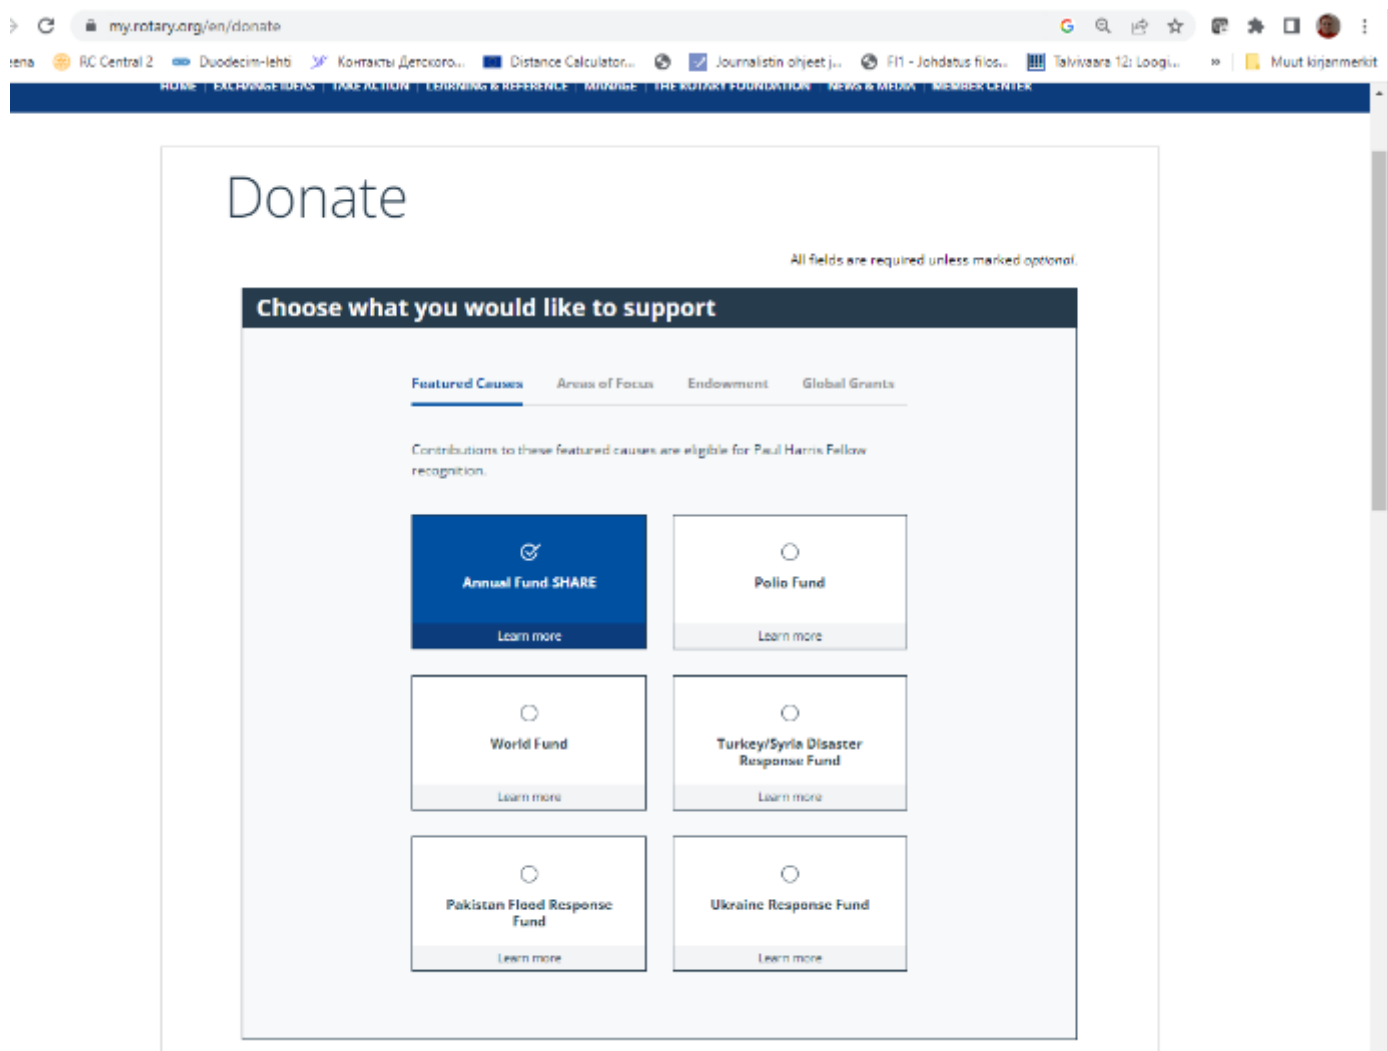 my.rotary.org/en/donate
RC Central 2 Duodecim-lehti Контакты Детского... Distance Calculator... Journalistin ohjeet j... FI1 - Johdatus filos... Talvivaara 12: Loogi... » Muut kirjanmerkit
HOME EXCHANGE IDEAS TAKE ACTION LEARNING & REFERENCE MANAGE THE ROTARY FOUNDATION NEWS & MEDIA MEMBER CENTER
Donate
All fields are required unless marked optional.
Choose what you would like to support
Featured Causes Areas of Focus Endowment Global Grants
Contributions to these featured causes are eligible for Paul Harris Fellow
recognition.
Annual Fund SHARE
Learn more
Polio Fund
Learn more
World Fund
Learn more
Turkey/Syria Disaster
Response Fund
Learn more
Pakistan Flood Response
Fund
Learn more
Ukraine Response Fund
Learn more